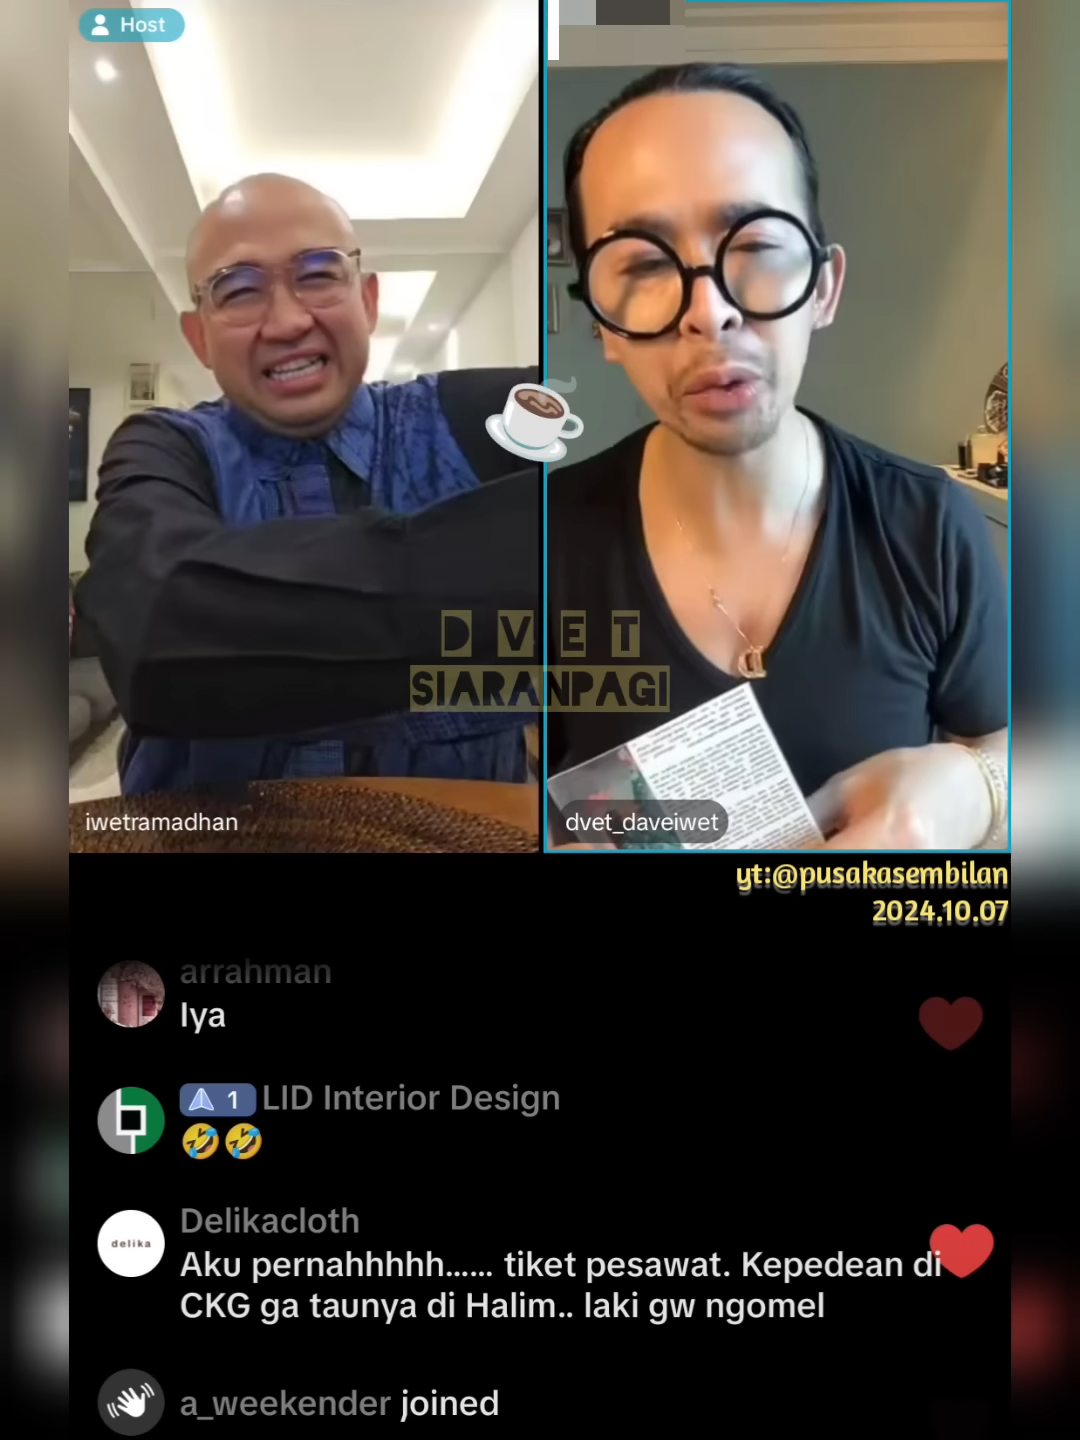 Host
iwetramadhan
dvet_daveiwet
DVET
SIARANPAGI
yt:@pusakasembilan
2024.10.07
arrahman
Iya
1 LID Interior Design
🤣🤣
delika
Delikacloth
Aku pernahhhhh...... tiket pesawat. Kepedean di
CKG ga taunya di Halim.. laki gw ngomel
a_weekender joined